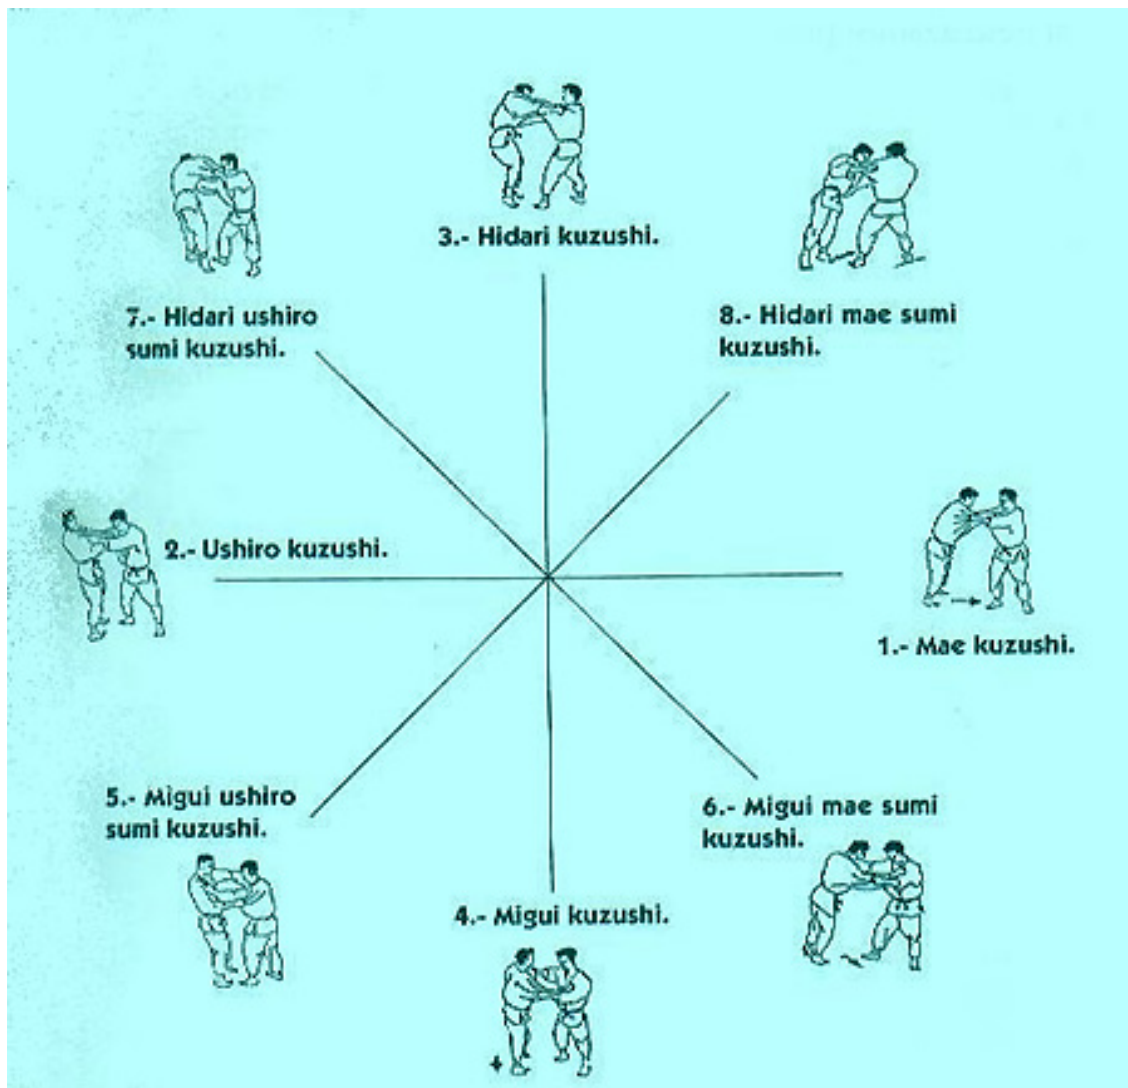 3.- Hidari kuzushi.
7.- Hidari ushiro
sumi kuzushi.
8.- Hidari mae sumi
kuzushi.
2.- Ushiro kuzushi.
1.- Mae kuzushi.
5.- Migui ushiro
sumi kuzushi.
6.- Migui mae sumi
kuzushi.
4.- Migui kuzushi.